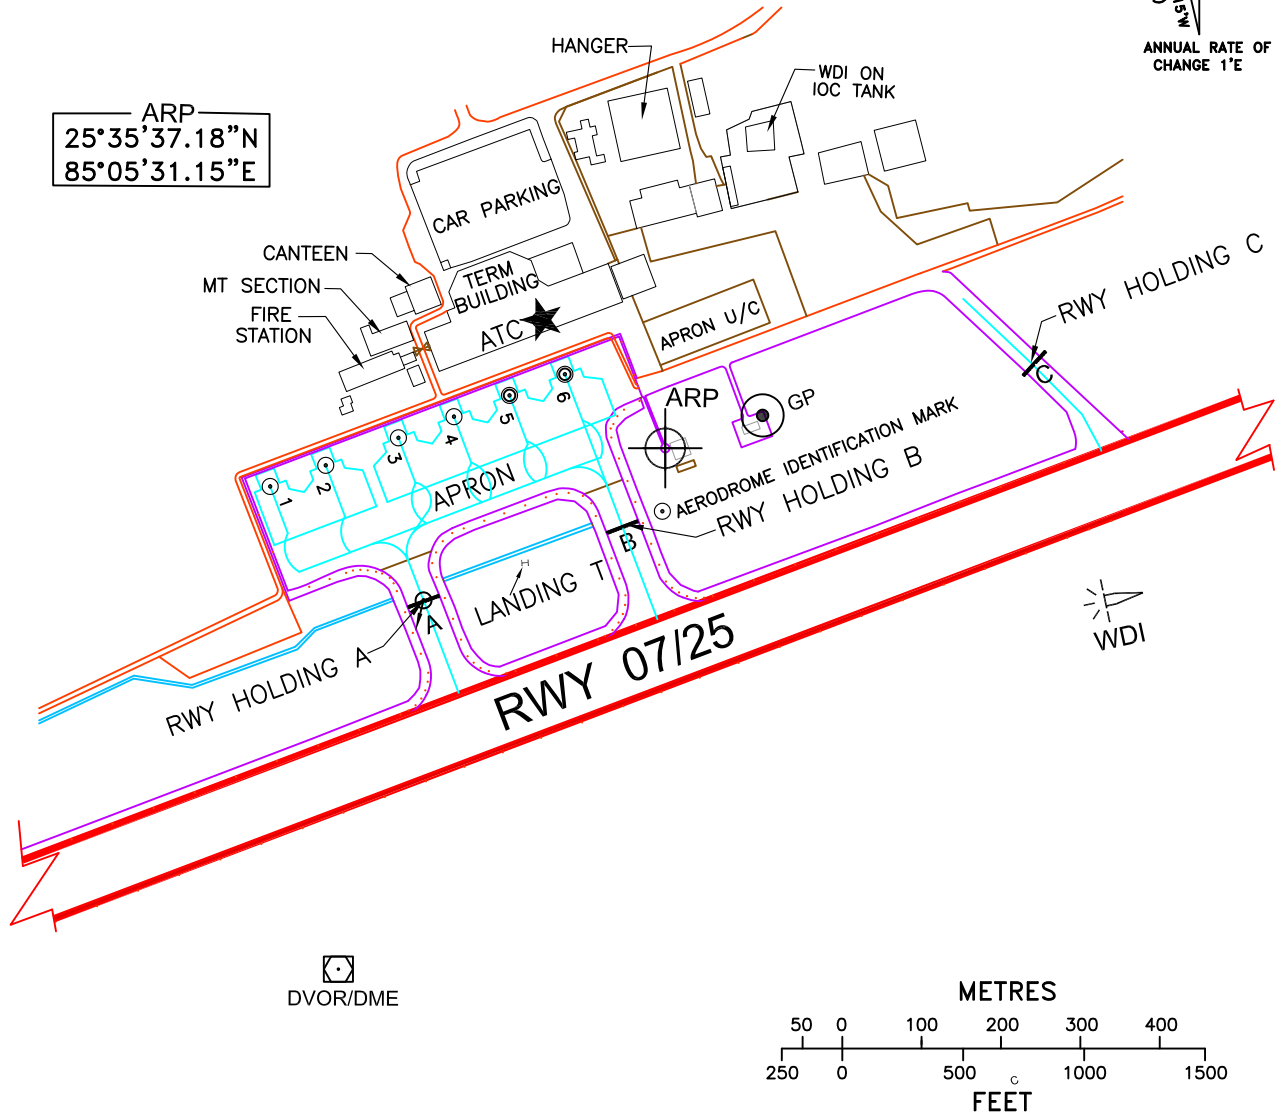 15'W
ANNUAL RATE OF
CHANGE 1'E
HANGER
WDI ON
IOC TANK
ARP
25°35'37.18"N
85°05'31.15"E
CAR PARKING
CANTEEN
MT SECTION
FIRE
STATION
TERM
BUILDING
ATC
APRON U/C
RWY HOLDING C
C
ARP
GP
AERODROME IDENTIFICATION MARK
RWY HOLDING B
B
1
2
3
4
5
6
APRON
LANDING T
H
A
RWY HOLDING A
RWY 07/25
WDI
DVOR/DME
METRES
50 0 100 200 300 400
250 0 500 1000 1500
C
FEET